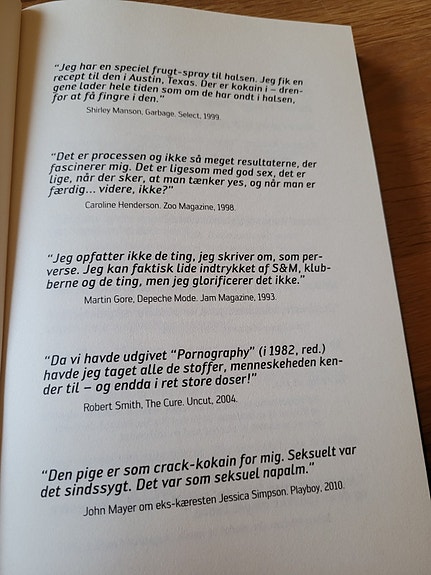 “Jeg har en speciel frugt-spray til halsen. Jeg fik en
recept til den i Austin, Texas. Der er kokain i – dren-
gene lader hele tiden som om de har ondt i halsen,
for at få fingre i den.”
Shirley Manson, Garbage. Select, 1999.
“Det er processen og ikke så meget resultaterne, der
fascinerer mig. Det er ligesom med god sex, det er
lige, når der sker, at man tænker yes, og når man er
færdig... videre, ikke?”
Caroline Henderson. Zoo Magazine, 1998.
“Jeg opfatter ikke de ting, jeg skriver om, som per-
verse. Jeg kan faktisk lide indtrykket af S&M, klub-
berne og de ting, men jeg glorificerer det ikke.”
Martin Gore, Depeche Mode. Jam Magazine, 1993.
“Da vi havde udgivet “Pornography” (i 1982, red.)
havde jeg taget alle de stoffer, menneskeheden ken-
der til – og endda i ret store doser!”
Robert Smith, The Cure. Uncut, 2004.
“Den pige er som crack-kokain for mig. Seksuelt var
det sindssygt. Det var som seksuel napalm.”
John Mayer om eks-kæresten Jessica Simpson. Playboy, 2010.